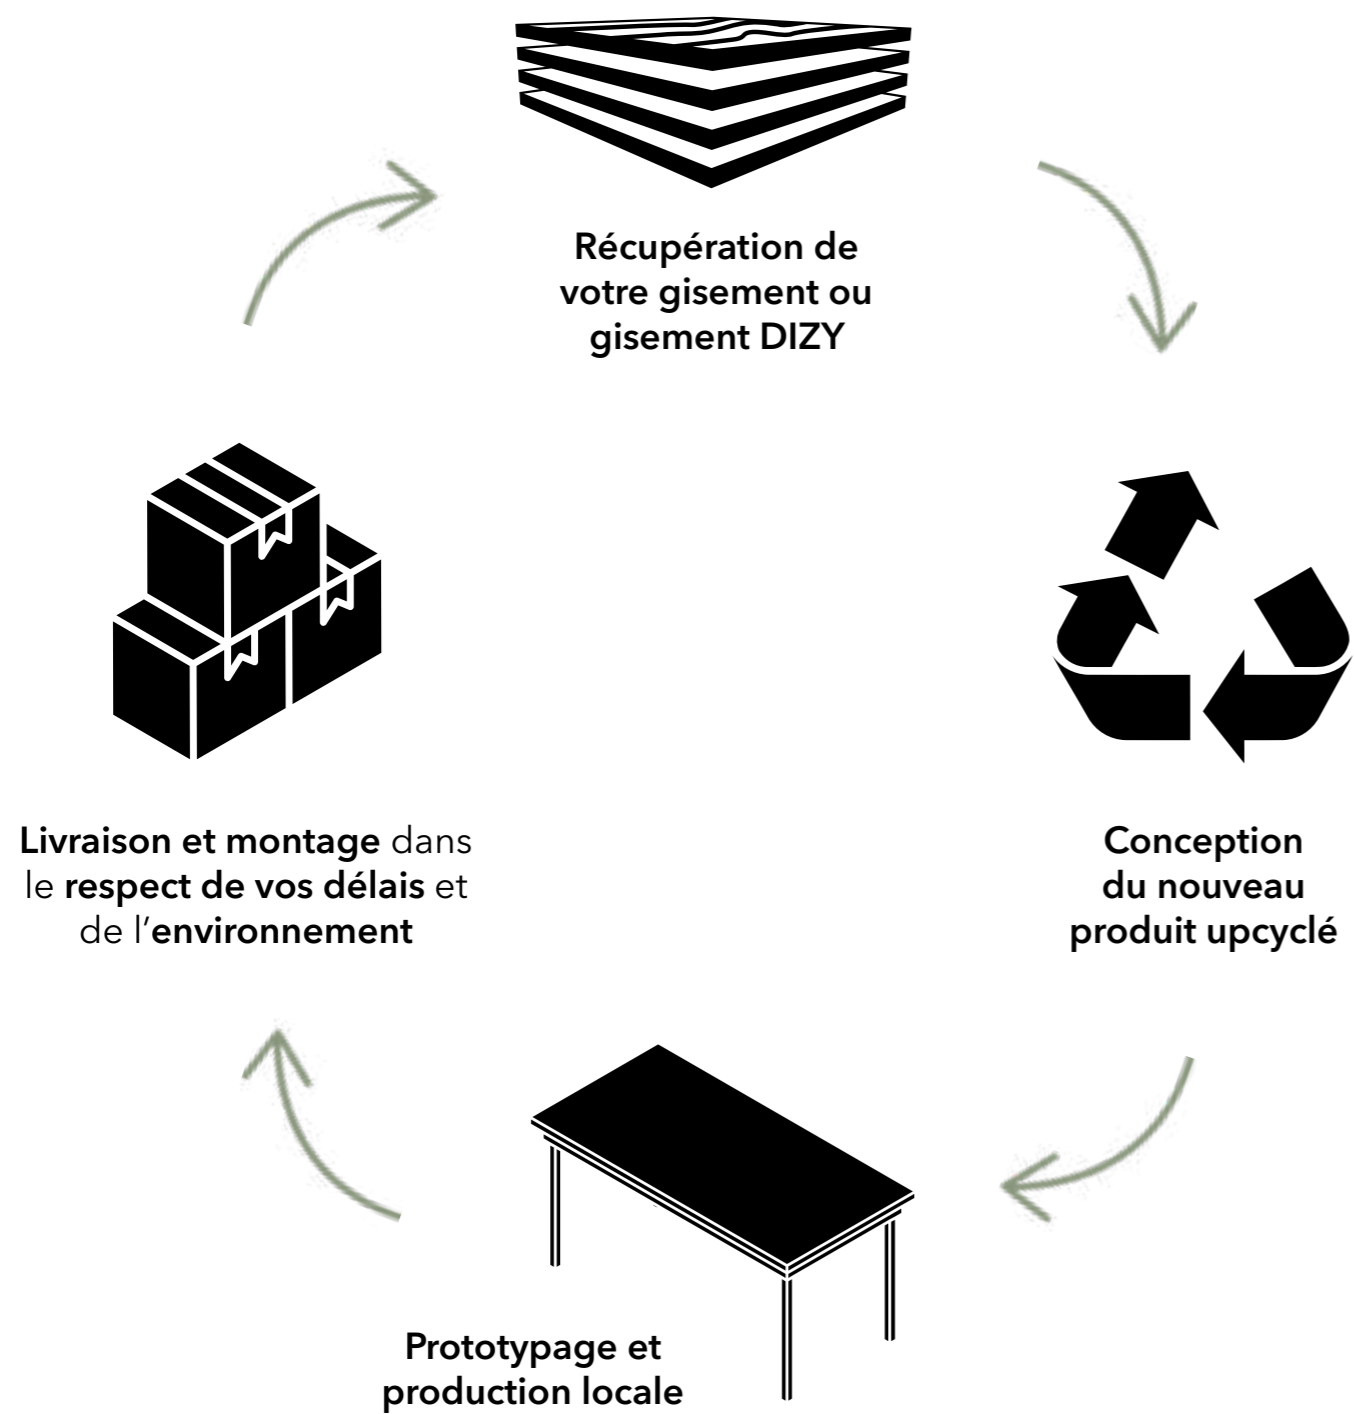 Récupération de
votre gisement ou
gisement DIZY
Conception
du nouveau
produit upcyclé
Prototypage et
production locale
Livraison et montage dans
le respect de vos délais et
de l’environnement